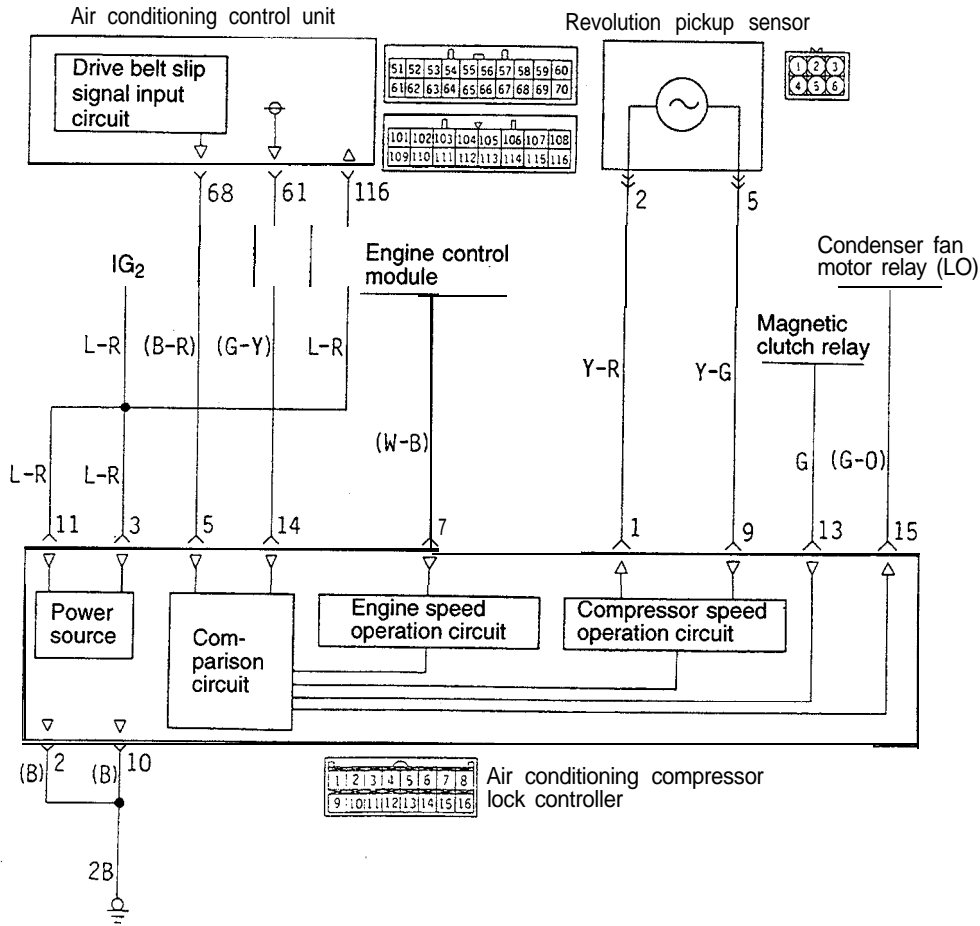 Air conditioning control unit
Revolution pickup sensor
Drive belt slip
signal input
circuit
51 52 53 54 55 56 57 58 59 60
61 62 63 64 65 66 67 68 69 70
101 102 103 104 105 106 107 108
109 110 111 112 113 114 115 116
1 2 3
4 5 6
68 61 116
2 5
IG2
Engine control
module
Condenser fan
motor relay (LO)
Magnetic
clutch relay
L-R (B-R) (G-Y) L-R
Y-R Y-G
(W-B)
G (G-O)
L-R L-R
11 3 5 14 7 1 9 13 15
Power
source
Com-
parison
circuit
Engine speed
operation circuit
Compressor speed
operation circuit
(B) 2 (B) 10
1 2 3 4 5 6 7 8
9 10 11 12 13 14 15 16
Air conditioning compressor
lock controller
2B